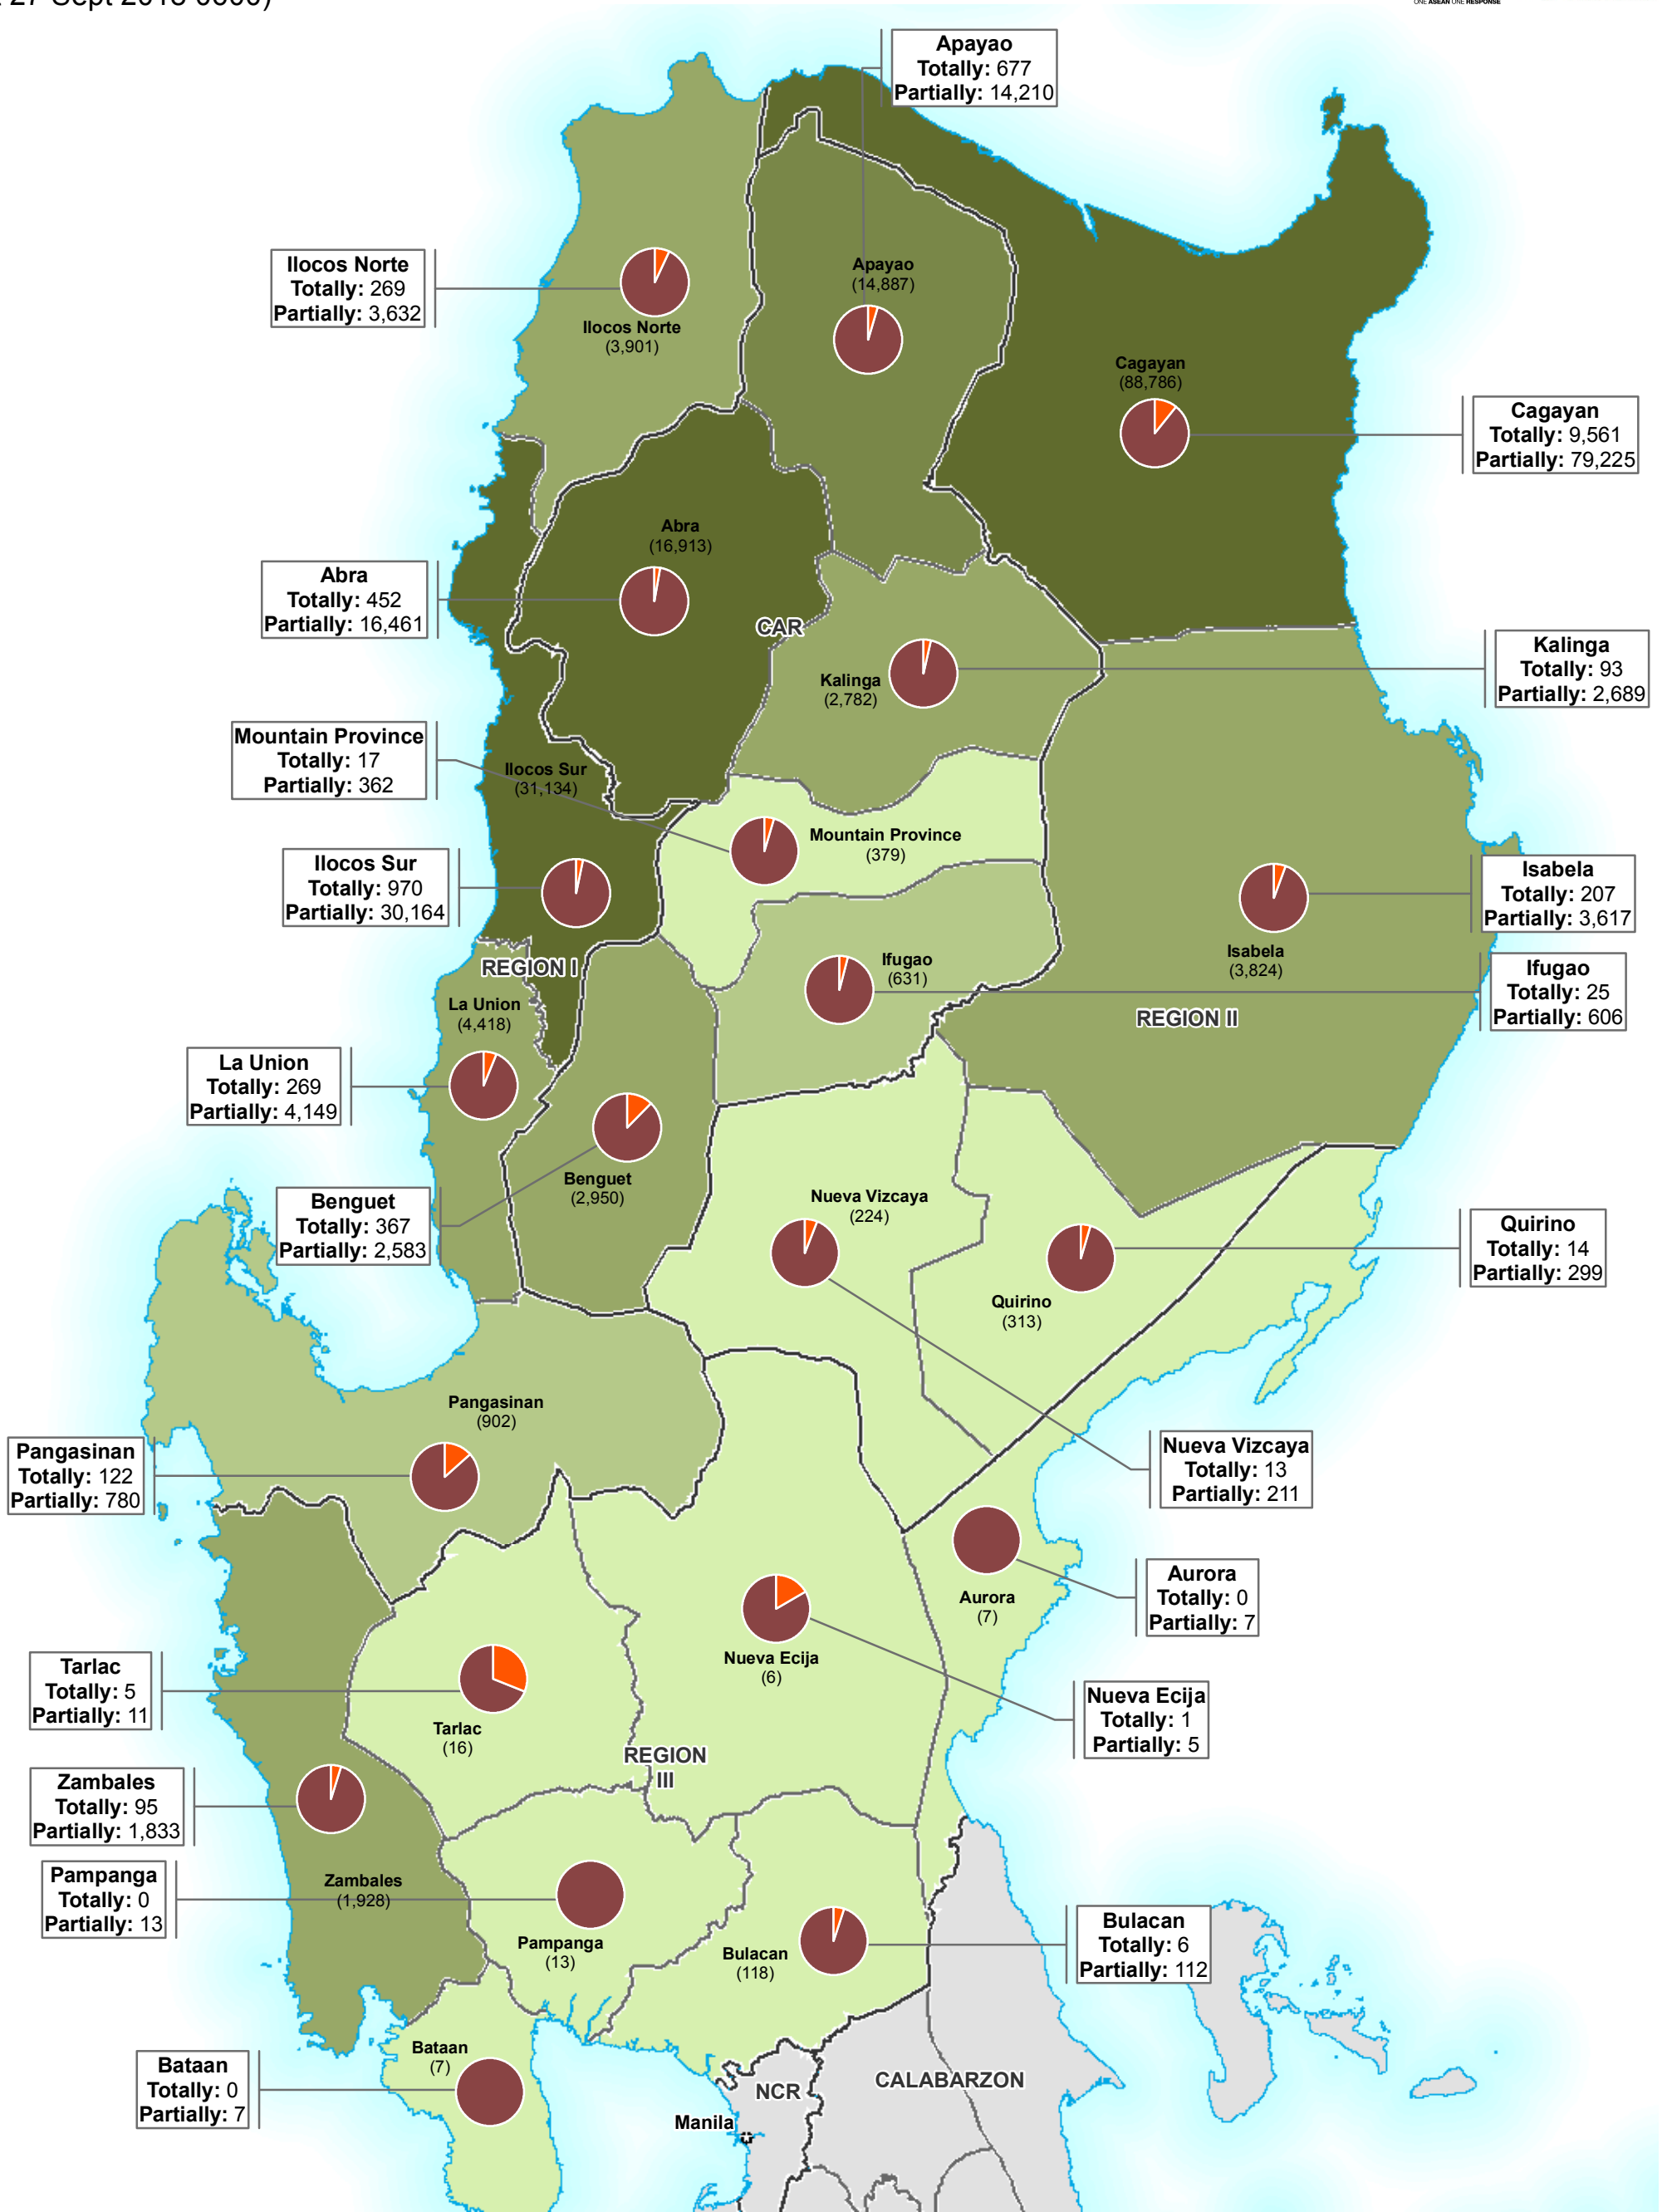 27 Sept 2018 0600)
ONE ASEAN ONE RESPONSE
Apayao
Totally: 677
Partially: 14,210
Ilocos Norte
Totally: 269
Partially: 3,632
Ilocos Norte
(3,901)
Apayao
(14,887)
Cagayan
(88,786)
Cagayan
Totally: 9,561
Partially: 79,225
Abra
(16,913)
Abra
Totally: 452
Partially: 16,461
CAR
Kalinga
(2,782)
Kalinga
Totally: 93
Partially: 2,689
Mountain Province
Totally: 17
Partially: 362
Ilocos Sur
(31,134)
Mountain Province
(379)
Ilocos Sur
Totally: 970
Partially: 30,164
Isabela
Totally: 207
Partially: 3,617
Isabela
(3,824)
REGION I
Ifugao
(631)
Ifugao
Totally: 25
Partially: 606
La Union
(4,418)
REGION II
La Union
Totally: 269
Partially: 4,149
Benguet
(2,950)
Benguet
Totally: 367
Partially: 2,583
Nueva Vizcaya
(224)
Quirino
Totally: 14
Partially: 299
Quirino
(313)
Pangasinan
(902)
Pangasinan
Totally: 122
Partially: 780
Nueva Vizcaya
Totally: 13
Partially: 211
Aurora
(7)
Aurora
Totally: 0
Partially: 7
Nueva Ecija
(6)
Tarlac
Totally: 5
Partially: 11
Tarlac
(16)
Nueva Ecija
Totally: 1
Partially: 5
REGION
III
Zambales
Totally: 95
Partially: 1,833
Pampanga
Totally: 0
Partially: 13
Zambales
(1,928)
Pampanga
(13)
Bulacan
(118)
Bulacan
Totally: 6
Partially: 112
Bataan
(7)
Bataan
Totally: 0
Partially: 7
NCR
CALABARZON
Manila